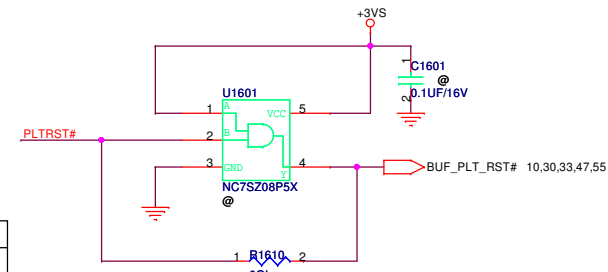 +3VS
C1601
1
@
2
0.1UF/16V
U1601
1
A
VCC
5
PLTRST#
2
B
3
GND
Y
4
BUF_PLT_RST# 10,30,33,47,55
NC7SZ08P5X
@
1
R1610
2